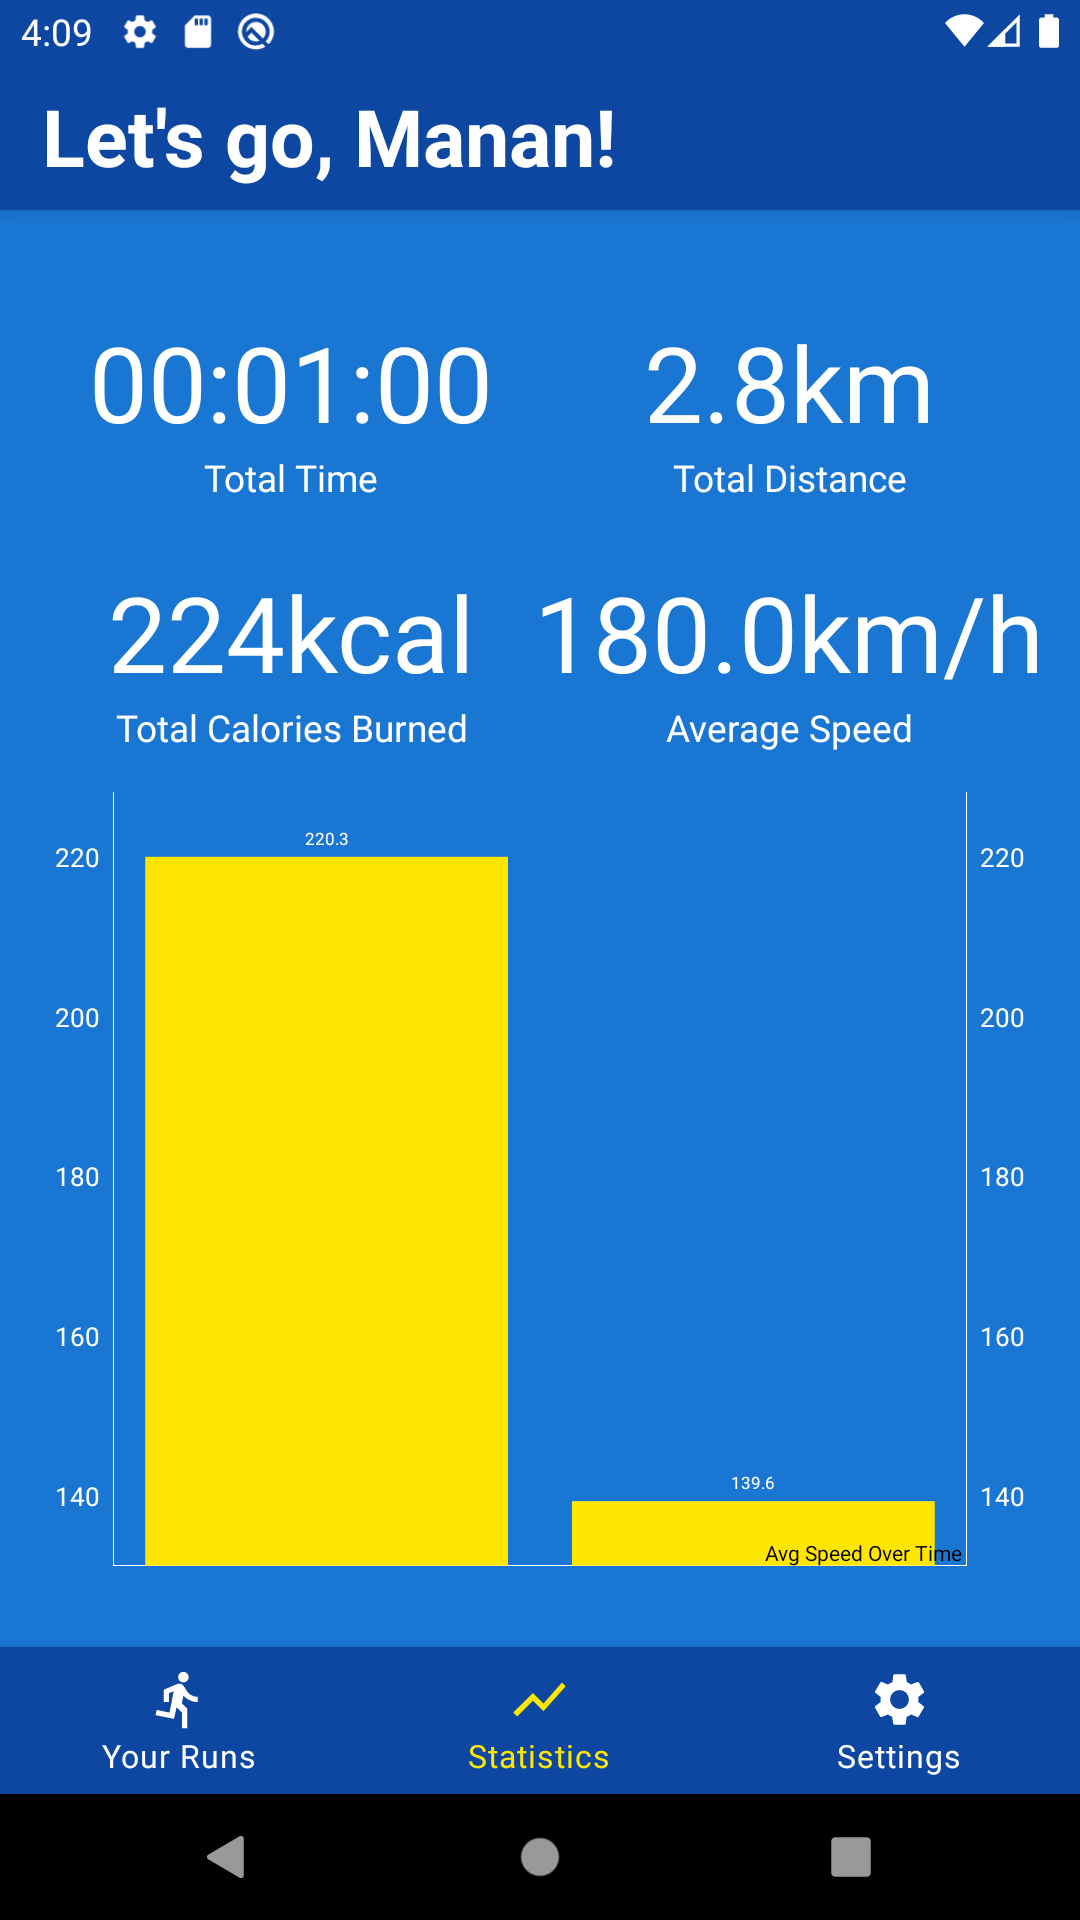 4:09
Let's go, Manan!
00:01:00
2.8km
Total Time
Total Distance
224kcal
180.0km/h
Total Calories Burned
Average Speed
220.3
220
220
200
200
180
180
160
160
139.6
140
140
Avg Speed Over Time
Your Runs
Statistics
Settings